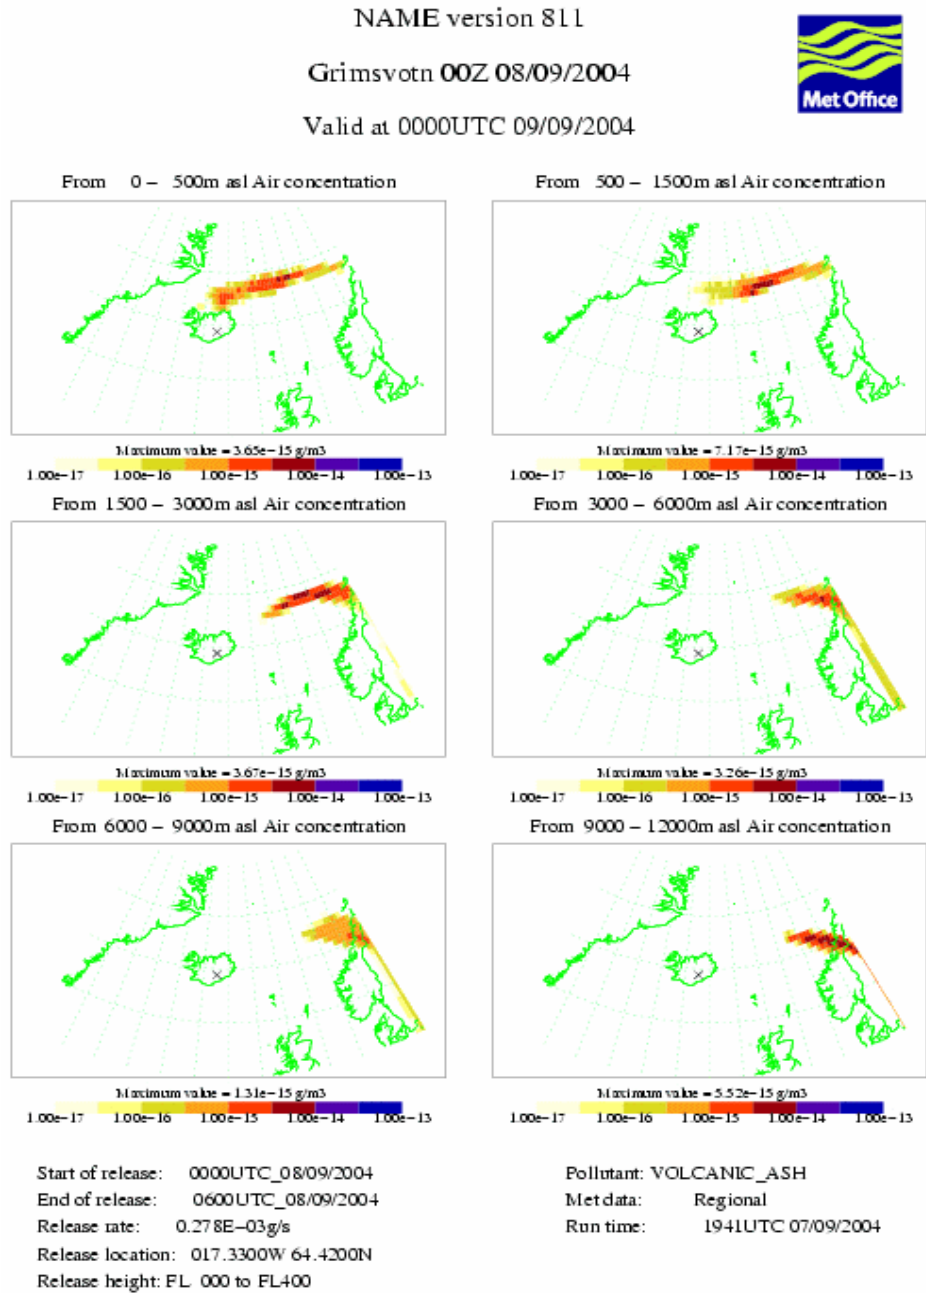 NAME version 811
Grimsvotn 00Z 08/09/2004
Met Office
Valid at 0000UTC 09/09/2004
From 0 – 500m asl Air concentration
From 500 – 1500m asl Air concentration
Maximum value = 3.65e−15 g/m3
Maximum value = 7.17e−15 g/m3
1.00e−17 1.00e−16 1.00e−15 1.00e−14 1.00e−13
1.00e−17 1.00e−16 1.00e−15 1.00e−14 1.00e−13
From 1500 – 3000m asl Air concentration
From 3000 – 6000m asl Air concentration
Maximum value = 3.67e−15 g/m3
Maximum value = 3.26e−15 g/m3
1.00e−17 1.00e−16 1.00e−15 1.00e−14 1.00e−13
1.00e−17 1.00e−16 1.00e−15 1.00e−14 1.00e−13
From 6000 – 9000m asl Air concentration
From 9000 – 12000m asl Air concentration
Maximum value = 1.31e−15 g/m3
Maximum value = 5.52e−15 g/m3
1.00e−17 1.00e−16 1.00e−15 1.00e−14 1.00e−13
1.00e−17 1.00e−16 1.00e−15 1.00e−14 1.00e−13
Start of release: 0000UTC_08/09/2004
End of release: 0600UTC_08/09/2004
Release rate: 0.278E−03g/s
Release location: 017.3300W 64.4200N
Release height: FL 000 to FL400
Pollutant: VOLCANIC_ASH
Met data: Regional
Run time: 1941UTC 07/09/2004